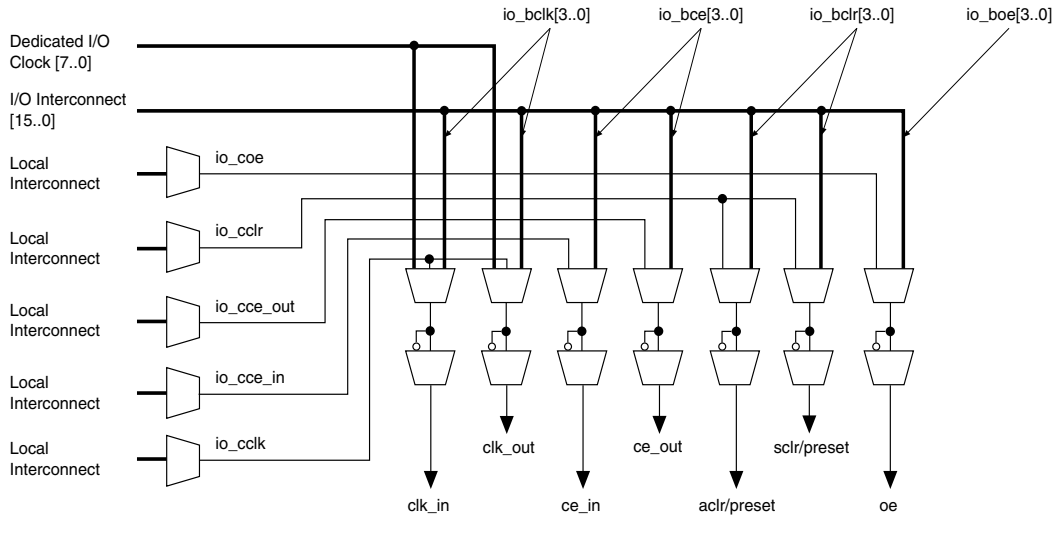 io_bclk[3..0]
io_bce[3..0]
io_bclr[3..0]
io_boe[3..0]
Dedicated I/O
Clock [7..0]
I/O Interconnect
[15..0]
Local
Interconnect
io_coe
Local
Interconnect
io_cclr
Local
Interconnect
io_cce_out
Local
Interconnect
io_cce_in
Local
Interconnect
io_cclk
clk_out
ce_out
sclr/preset
clk_in
ce_in
aclr/preset
oe